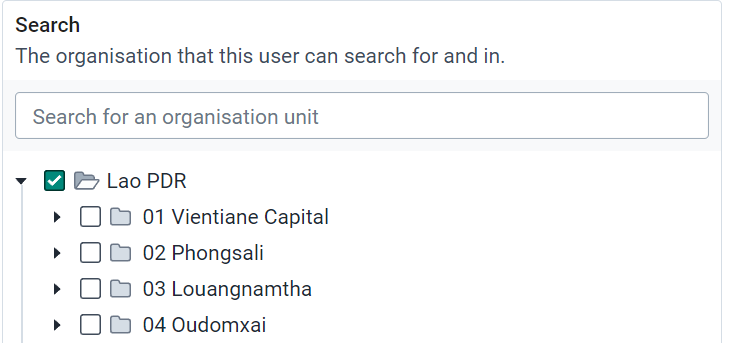 Search
The organisation that this user can search for and in.
Search for an organisation unit
Lao PDR
01 Vientiane Capital
02 Phongsali
03 Louangnamtha
04 Oudomxai